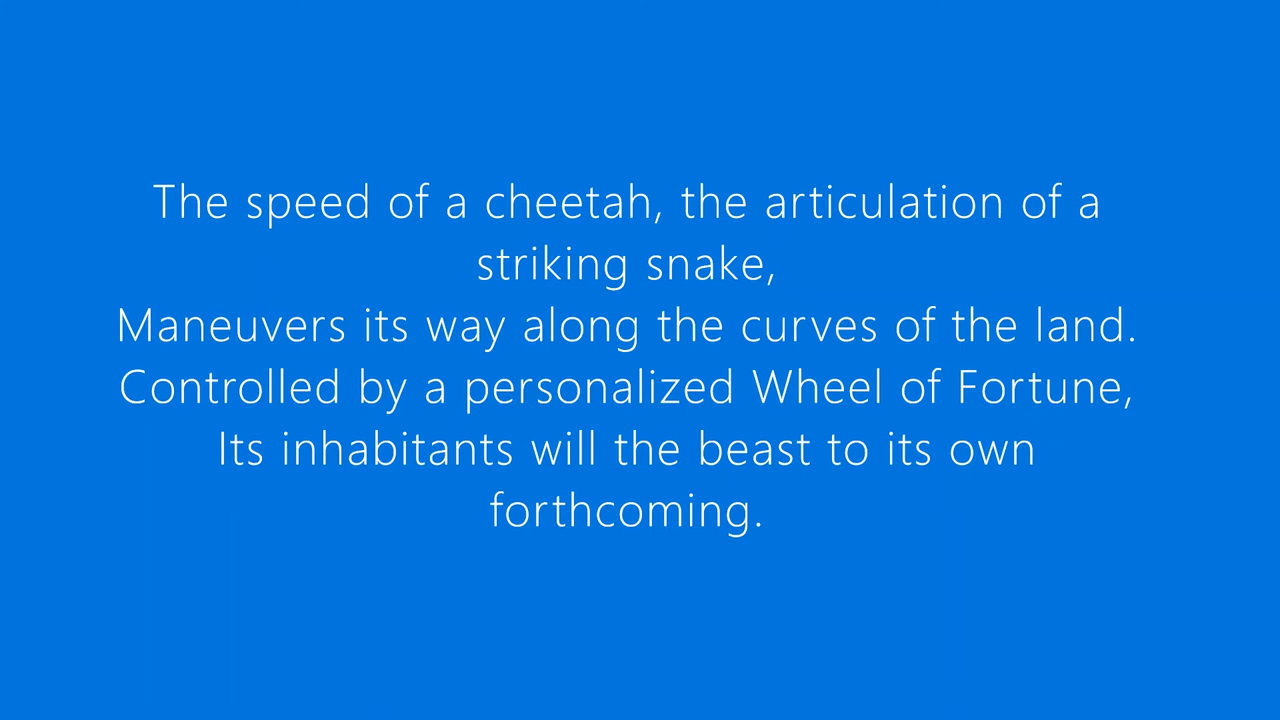 The speed of a cheetah, the articulation of a
striking snake,
Maneuvers its way along the curves of the land.
Controlled by a personalized Wheel of Fortune,
Its inhabitants will the beast to its own
forthcoming.